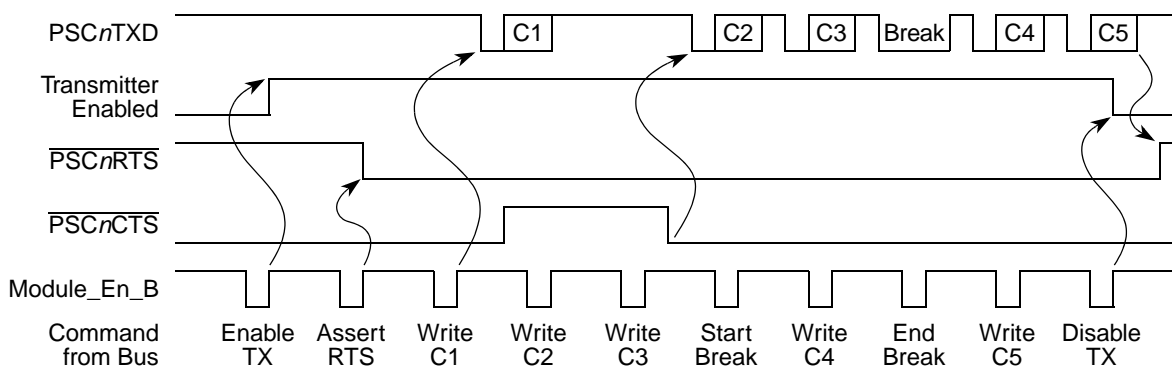 PSCnTXD C1 C2 C3 Break C4 C5
Transmitter
Enabled
PSCnRTS
PSCnCTS
Module_En_B
Command
from Bus
Enable
TX
Assert
RTS
Write
C1
Write
C2
Write
C3
Start
Break
Write
C4
End
Break
Write
C5
Disable
TX